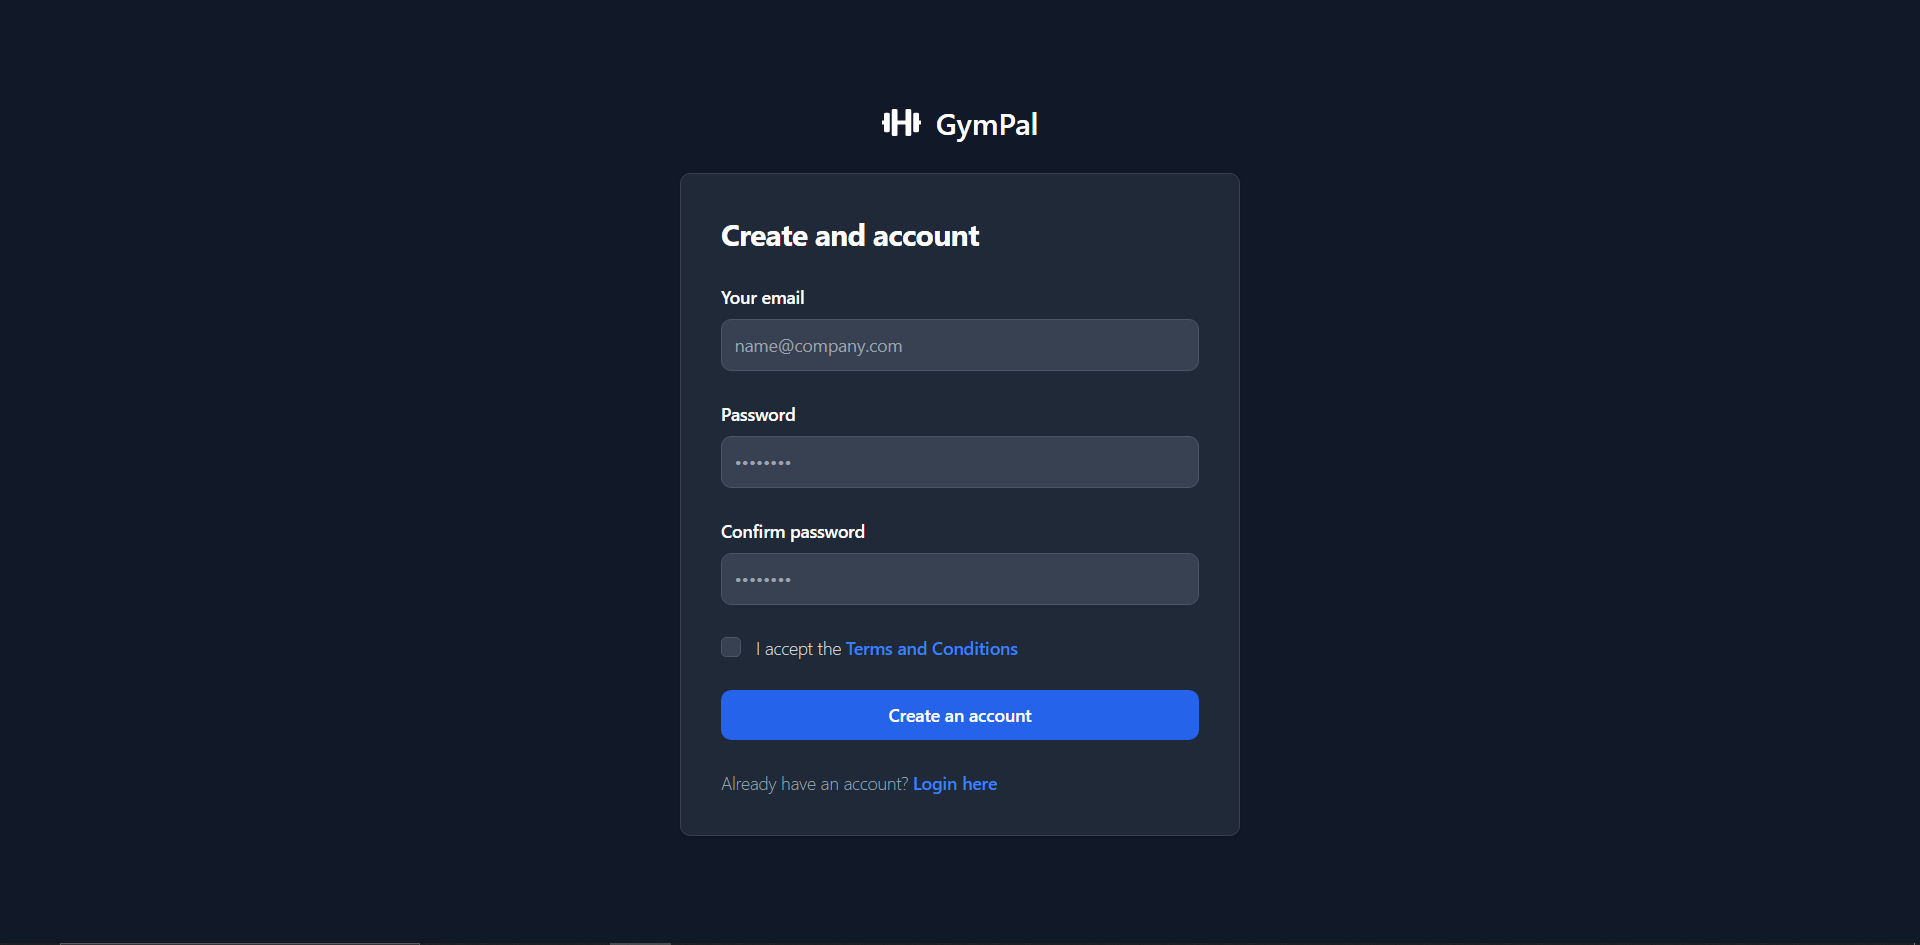 GymPal
Create and account
Your email
name@company.com
Password
••••••••
Confirm password
••••••••
I accept the Terms and Conditions
Create an account
Already have an account? Login here